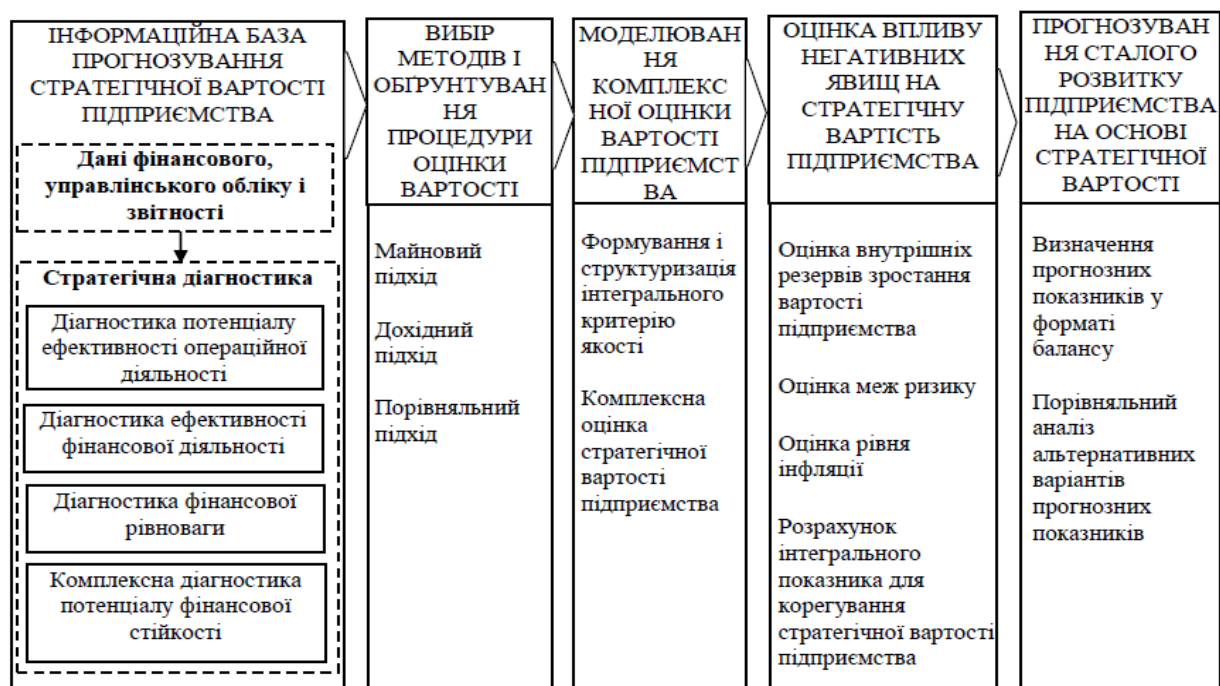 ІНФОРМАЦІЙНА БАЗА
ПРОГНОЗУВАННЯ
СТРАТЕГІЧНОЇ ВАРТОСТІ
ПІДПРИЄМСТВА
Дані фінансового,
управлінського обліку і
звітності
Стратегічна діагностика
Діагностика потенціалу
ефективності операційної
діяльності
Діагностика ефективності
фінансової діяльності
Діагностика фінансової
рівноваги
Комплексна діагностика
потенціалу фінансової
стійкості
ВИБІР
МЕТОДІВ І
ОБҐРУНТУВАН
НЯ
ПРОЦЕДУРИ
ОЦІНКИ
ВАРТОСТІ
Майновий
підхід
Дохідний
підхід
Порівняльний
підхід
МОДЕЛЮВАН
НЯ
КОМПЛЕКС
НОЇ ОЦІНКИ
ВАРТОСТІ
ПІДПРИЄМСТ
ВА
Формування і
структуризація
інтегрального
критерію
якості
Комплексна
оцінка
стратегічної
вартості
підприємства
ОЦІНКА ВПЛИВУ
НЕГАТИВНИХ
ЯВИЩ НА
СТРАТЕГІЧНУ
ВАРТІСТЬ
ПІДПРИЄМСТВА
Оцінка внутрішніх
резервів зростання
вартості
підприємства
Оцінка меж ризику
Оцінка рівня
інфляції
Розрахунок
інтегрального
показника для
корегування
стратегічної вартості
підприємства
ПРОГНОЗУВАН
НЯ СТАЛОГО
РОЗВИТКУ
ПІДПРИЄМСТВА
НА ОСНОВІ
СТРАТЕГІЧНОЇ
ВАРТОСТІ
Визначення
прогнозних
показників у
форматі
балансу
Порівняльний
аналіз
альтернативних
варіантів
прогнозних
показників